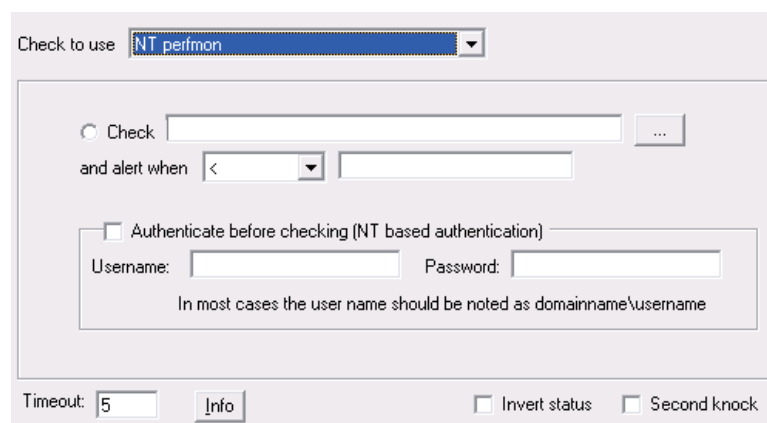 Check to use NT perfmon
Check ...
and alert when <
Authenticate before checking (NT based authentication)
Username: Password:
In most cases the user name should be noted as domainname\username
Timeout: 5 Info Invert status Second knock